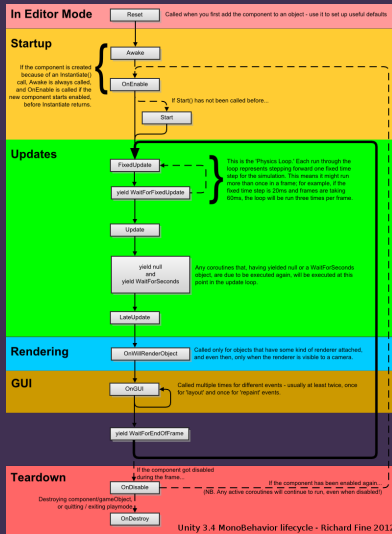 In Editor Mode
Reset
Called when you first add the component to an object - use it to set up useful defaults
Startup
Awake
If the component is created
because of an Instantiate()
call, Awake is always called,
and OnEnable is called if the
new component starts enabled,
before Instantiate returns.
OnEnable
If Start() has not been called before...
Start
Updates
FixedUpdate
This is the 'Physics Loop.' Each run through the
loop represents stepping forward one fixed time
step for the simulation. This means it might run
more than once in a frame; for example, if the
fixed time step is 20ms and frames are taking
60ms, the loop will be run three times per frame.
yield WaitForFixedUpdate
Update
yield null
and
yield WaitForSeconds
Any coroutines that, having yielded null or a WaitForSeconds
object, are due to be executed again, will be executed at this
point in the update loop.
LateUpdate
Rendering
OnWillRenderObject
Called only for objects that have some kind of renderer attached,
and even then, only when the renderer is visible to a camera.
GUI
OnGUI
Called multiple times for different events - usually at least twice, once
for 'layout' and once for 'repaint' events.
yield WaitForEndOfFrame
Teardown
If the component got disabled
during the frame...
OnDisable
If the component has been enabled again...
(NB. Any active coroutines will continue to run, even when disabled!)
Destroying component/gameObject,
or quitting / exiting playmode
OnDestroy
Unity 3.4 MonoBehavior lifecycle - Richard Fine 2012